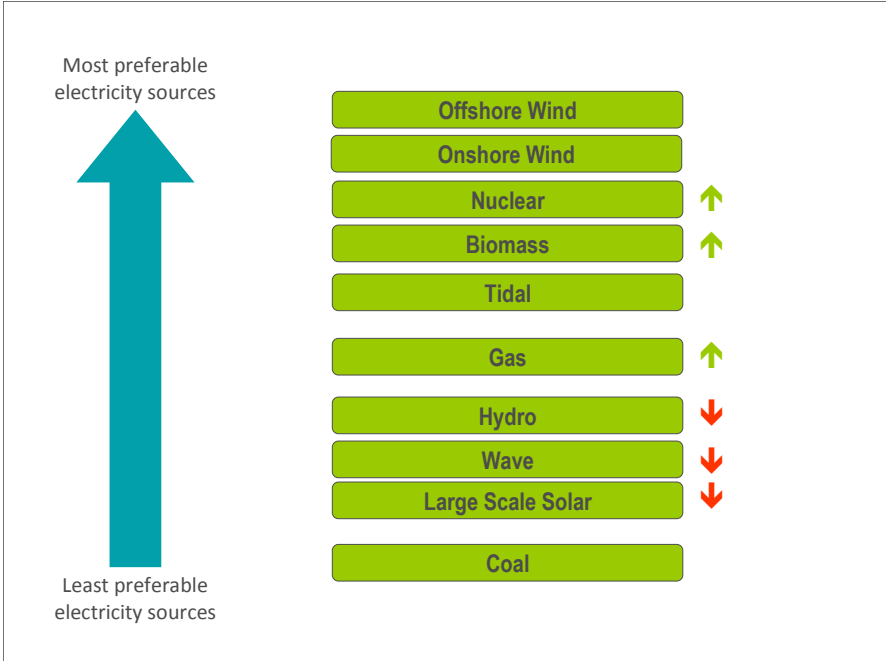 Most preferable
electricity sources
Offshore Wind
Onshore Wind
Nuclear
Biomass
Tidal
Gas
Hydro
Wave
Large Scale Solar
Coal
Least preferable
electricity sources